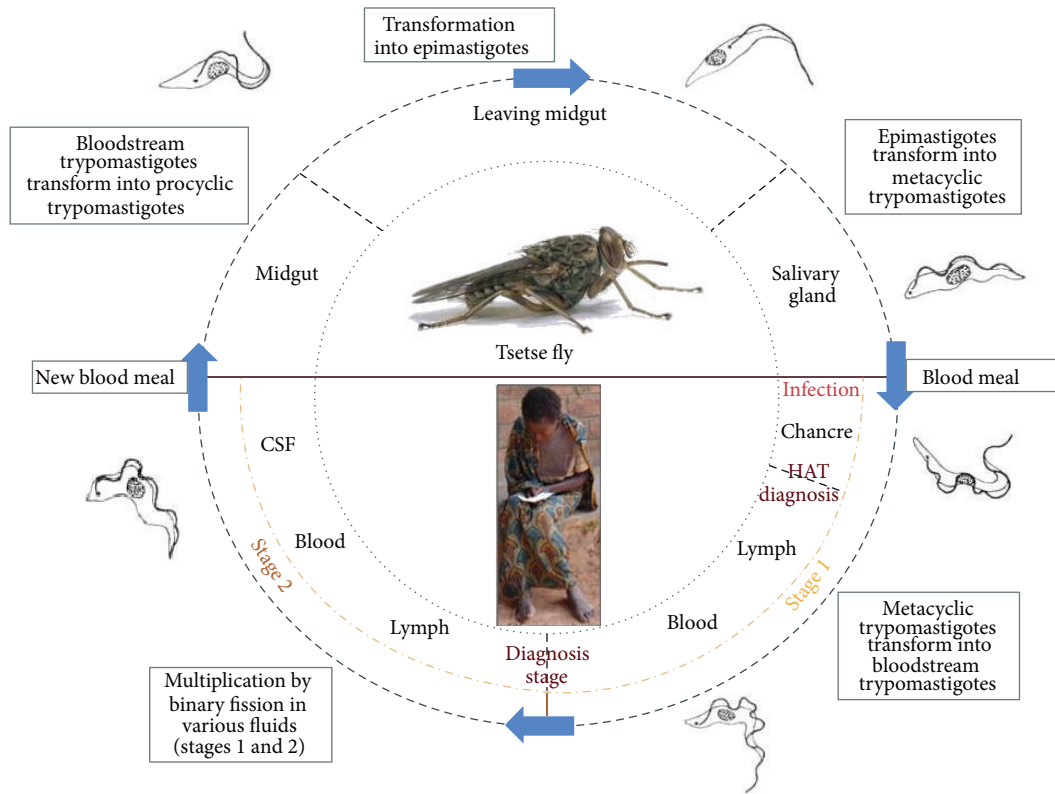 Transformation
into epimastigotes
Leaving midgut
Bloodstream
trypomastigotes
transform into procyclic
trypomastigotes
Epimastigotes
transform into
metacyclic
trypomastigotes
Midgut
Salivary
gland
Tsetse fly
New blood meal
Blood meal
Infection
Chancre
HAT
diagnosis
CSF
Blood
Stage 2
Lymph
Lymph
Stage 1
Blood
Diagnosis
stage
Metacyclic
trypomastigotes
transform into
bloodstream
trypomastigotes
Multiplication by
binary fission in
various fluids
(stages 1 and 2)